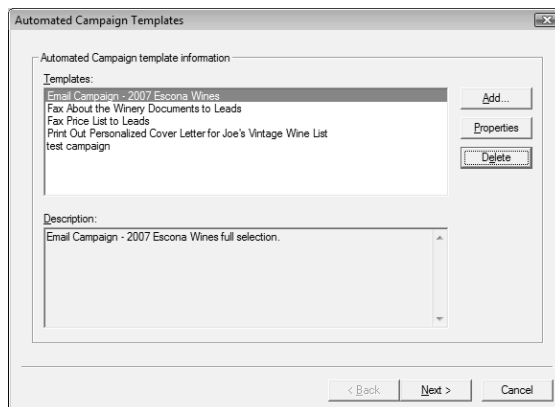 Automated Campaign Templates
Automated Campaign template information
Templates:
Email Campaign - 2007 Escona Wines
Fax About the Winery Documents to Leads
Fax Price List to Leads
Print Out Personalized Cover Letter for Joe's Vintage Wine List
test campaign
Add...
Properties
Delete
Description:
Email Campaign - 2007 Escona Wines full selection.
< Back
Next >
Cancel